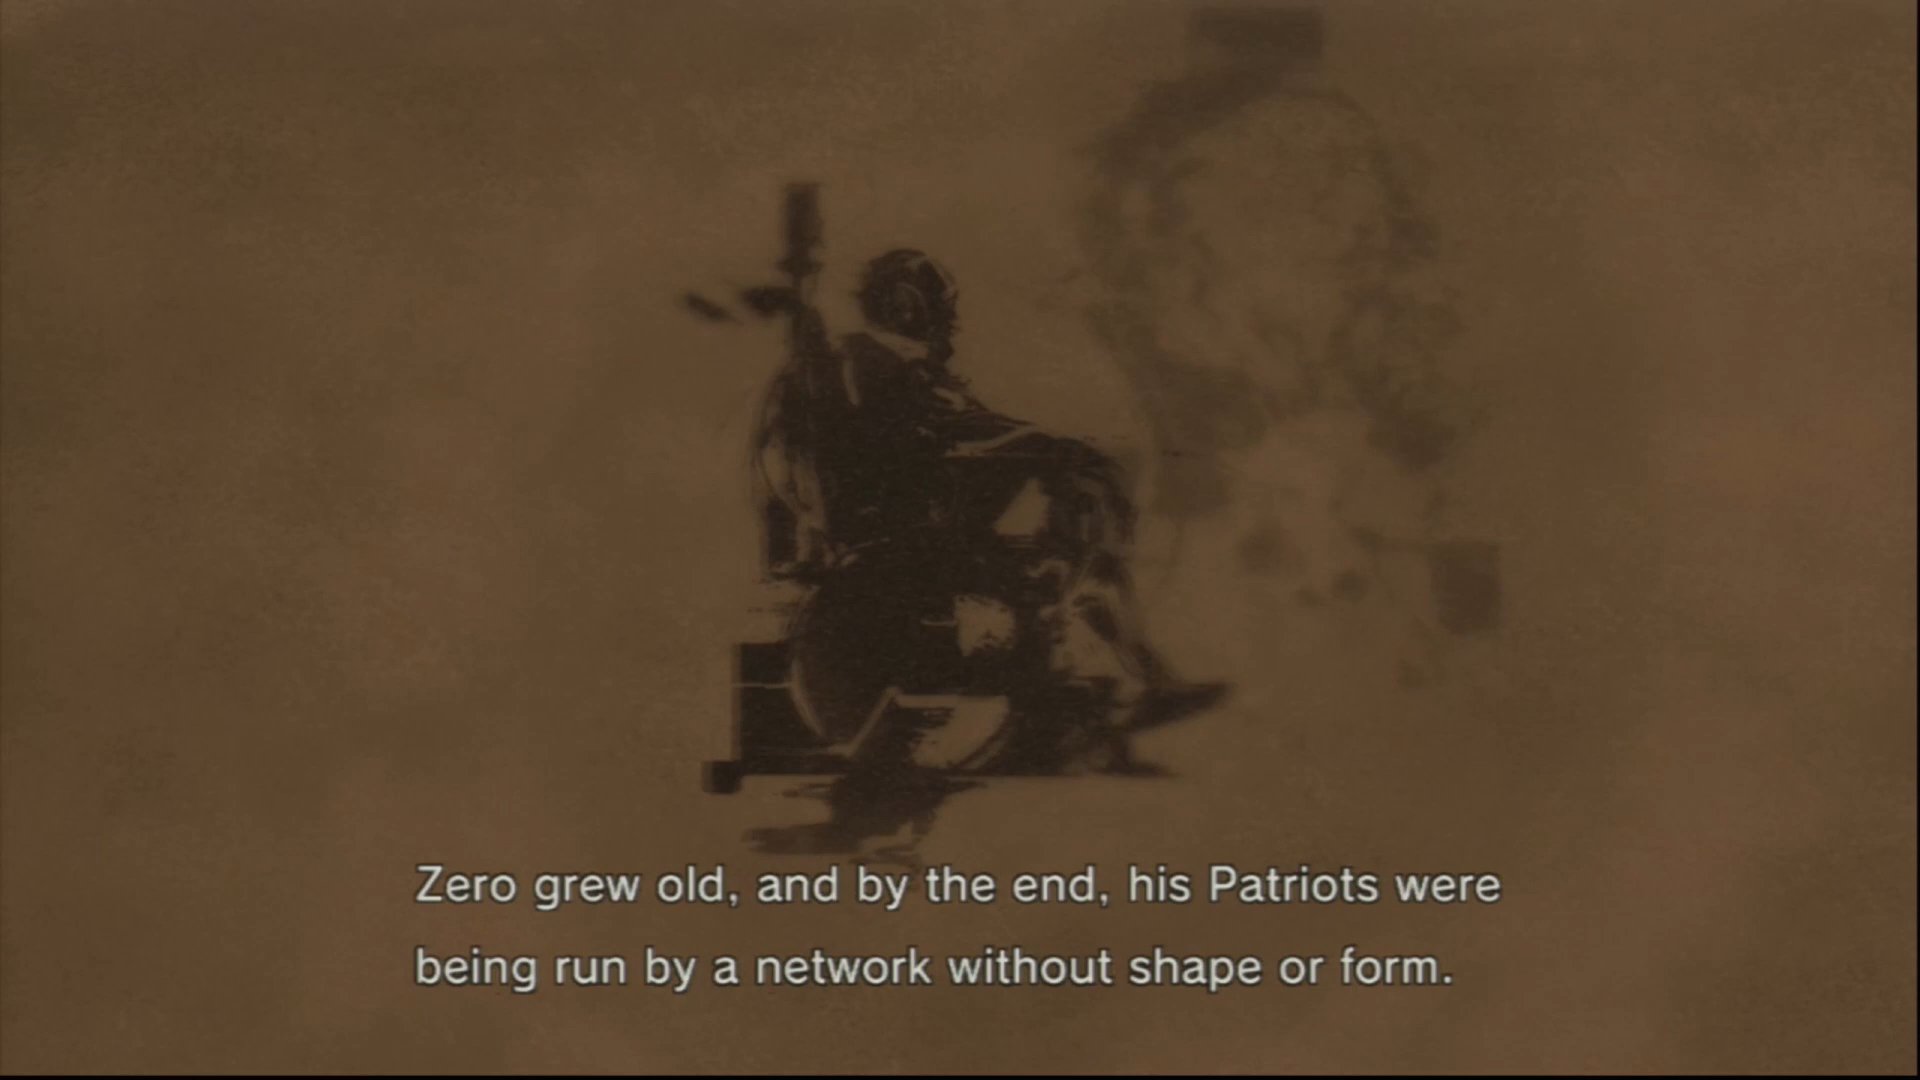 Zero grew old, and by the end, his Patriots were
being run by a network without shape or form.